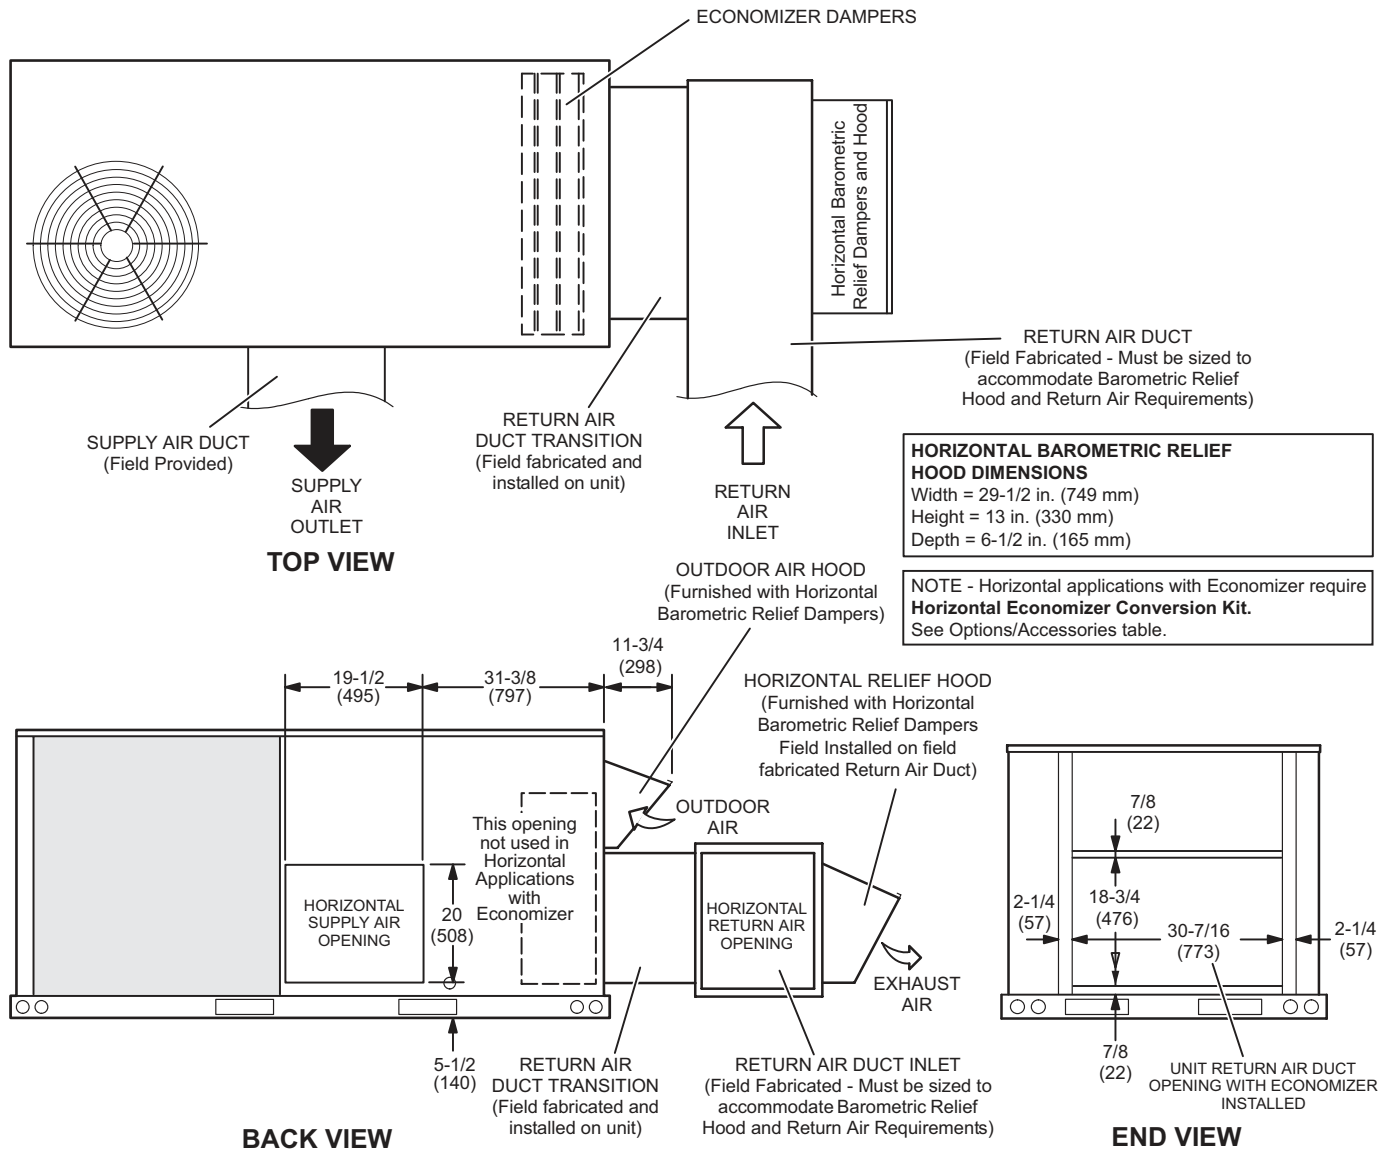 ECONOMIZER DAMPERS
Horizontal Barometric
Relief Dampers and Hood
RETURN AIR DUCT
(Field Fabricated - Must be sized to
accommodate Barometric Relief
Hood and Return Air Requirements)
SUPPLY AIR DUCT
(Field Provided)
SUPPLY
AIR
OUTLET
RETURN AIR
DUCT TRANSITION
(Field fabricated and
installed on unit)
RETURN
AIR
INLET
TOP VIEW
HORIZONTAL BAROMETRIC RELIEF
HOOD DIMENSIONS
Width = 29-1/2 in. (749 mm)
Height = 13 in. (330 mm)
Depth = 6-1/2 in. (165 mm)
NOTE - Horizontal applications with Economizer require
Horizontal Economizer Conversion Kit.
See Options/Accessories table.
OUTDOOR AIR HOOD
(Furnished with Horizontal
Barometric Relief Dampers)
19-1/2
(495)
31-3/8
(797)
11-3/4
(298)
HORIZONTAL RELIEF HOOD
(Furnished with Horizontal
Barometric Relief Dampers
Field Installed on field
fabricated Return Air Duct)
OUTDOOR
AIR
This opening
not used in
Horizontal
Applications
with
Economizer
HORIZONTAL
SUPPLY AIR
OPENING
20
(508)
HORIZONTAL
RETURN AIR
OPENING
EXHAUST
AIR
5-1/2
(140)
RETURN AIR
DUCT TRANSITION
(Field fabricated and
installed on unit)
RETURN AIR DUCT INLET
(Field Fabricated - Must be sized to
accommodate Barometric Relief
Hood and Return Air Requirements)
BACK VIEW
7/8
(22)
2-1/4
(57)
18-3/4
(476)
30-7/16
(773)
2-1/4
(57)
7/8
(22)
UNIT RETURN AIR DUCT
OPENING WITH ECONOMIZER
INSTALLED
END VIEW